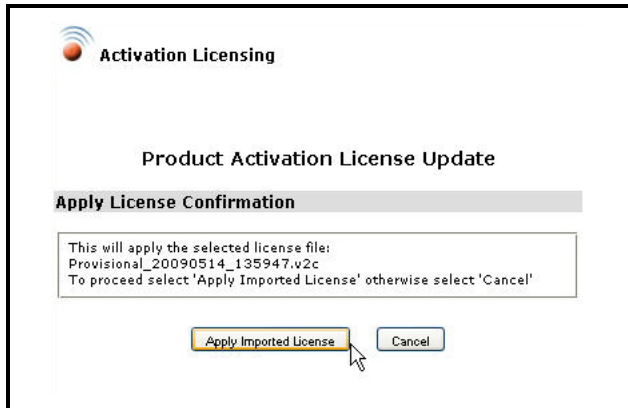 Activation Licensing
Product Activation License Update
Apply License Confirmation
This will apply the selected license file:
Provisional_20090514_135947.v2c
To proceed select 'Apply Imported License' otherwise select 'Cancel'
Apply Imported License Cancel